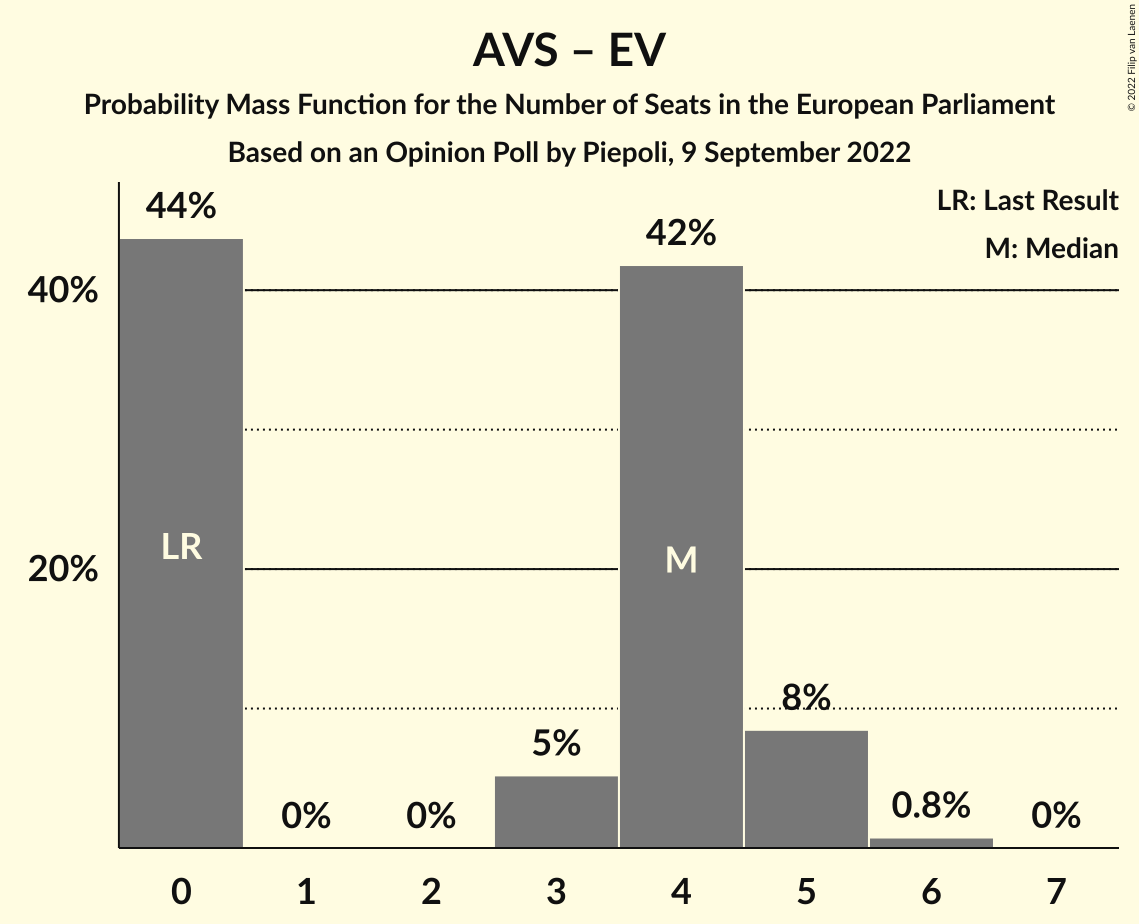 AVS – EV
Probability Mass Function for the Number of Seats in the European Parliament
Based on an Opinion Poll by Piepoli, 9 September 2022
© 2022 Filip van Laenen
LR: Last Result
M: Median
44%
42%
40%
LR
M
20%
8%
5%
0%
0%
0.8%
0%
0
1
2
3
4
5
6
7